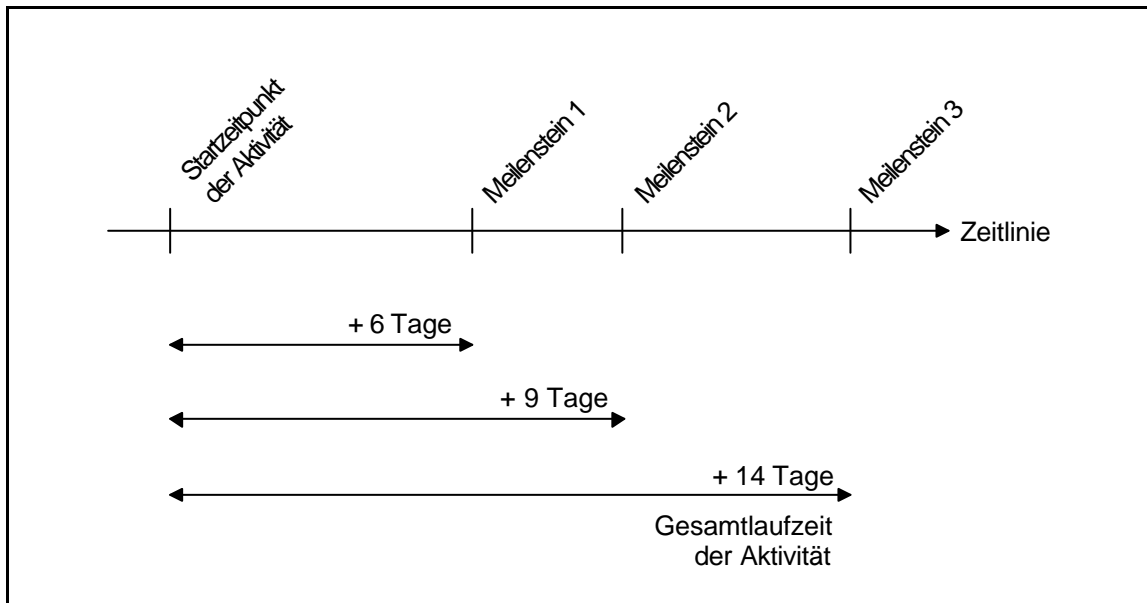 Startzeitpunkt
der Aktivität
Meilenstein 1
Meilenstein 2
Meilenstein 3
Zeitlinie
+ 6 Tage
+ 9 Tage
+ 14 Tage
Gesamtlaufzeit
der Aktivität